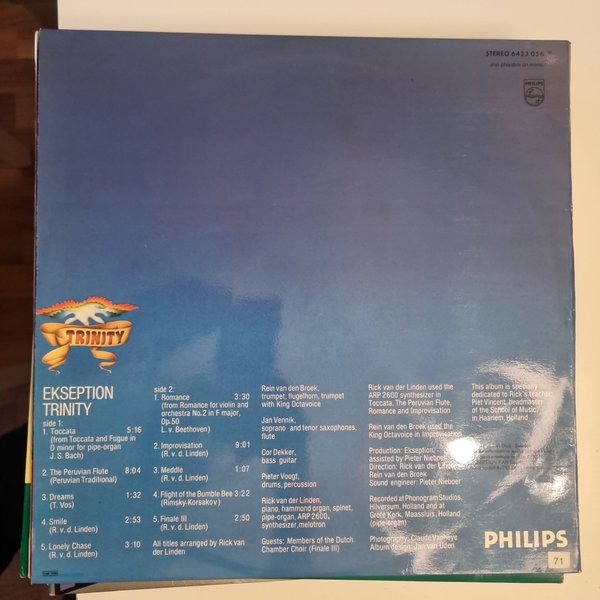 STEREO 6423 056
also playable on mono
PHILIPS
TRINITY
EKSEPTION
TRINITY
side 1:
1. Toccata 5:16
(from Toccata and Fugue in
D minor for pipe-organ
J. S. Bach)
2. The Peruvian Flute 8:04
(Peruvian Traditional)
3. Dreams 1:32
(T. Vos)
4. Smile 2:53
(R. v. d. Linden)
5. Lonely Chase 3:10
(R. v. d. Linden)
side 2:
1. Romance 3:30
(from Romance for violin and
orchestra No.2 in F major,
Op.50
L. v. Beethoven)
2. Improvisation 9:01
(R. v. d. Linden)
3. Meddle 1:07
(R. v. d. Linden)
4. Flight of the Bumble Bee 3:22
(Rimsky-Korsakov)
5. Finale III 2:50
(R. v. d. Linden)
All titles arranged by Rick van
der Linden
Rein van den Broek,
trumpet, flugelhorn, trumpet
with King Octavoice
Jan Vennik,
soprano and tenor saxophones,
flute
Cor Dekker,
bass guitar
Pieter Voogt,
drums, percussion
Rick van der Linden,
piano, hammond organ, spinet,
pipe-organ, ARP 2600,
synthesizer, melotron
Guests: Members of the Dutch
Chamber Choir (Finale III)
Rick van der Linden used the
ARP 2600 synthesizer in
Toccata, The Peruvian Flute,
Romance and Improvisation
Rein van den Broek used the
King Octavoice in Improvisation
Production: Ekseption,
assisted by Pieter Nieboer
Direction: Rick van der Linden
Rein van den Broek
Sound engineer: Pieter Nieboer
Recorded at Phonogram Studios,
Hilversum, Holland and at
Grote Kerk, Maassluis, Holland
(pipe-organ)
Photography: Claude Vanheye
Album design: Jan van Uden
This album is specially
dedicated to Rick's teacher,
Piet Vincent, headmaster
of the School of Music
in Haarlem, Holland
PHILIPS
71